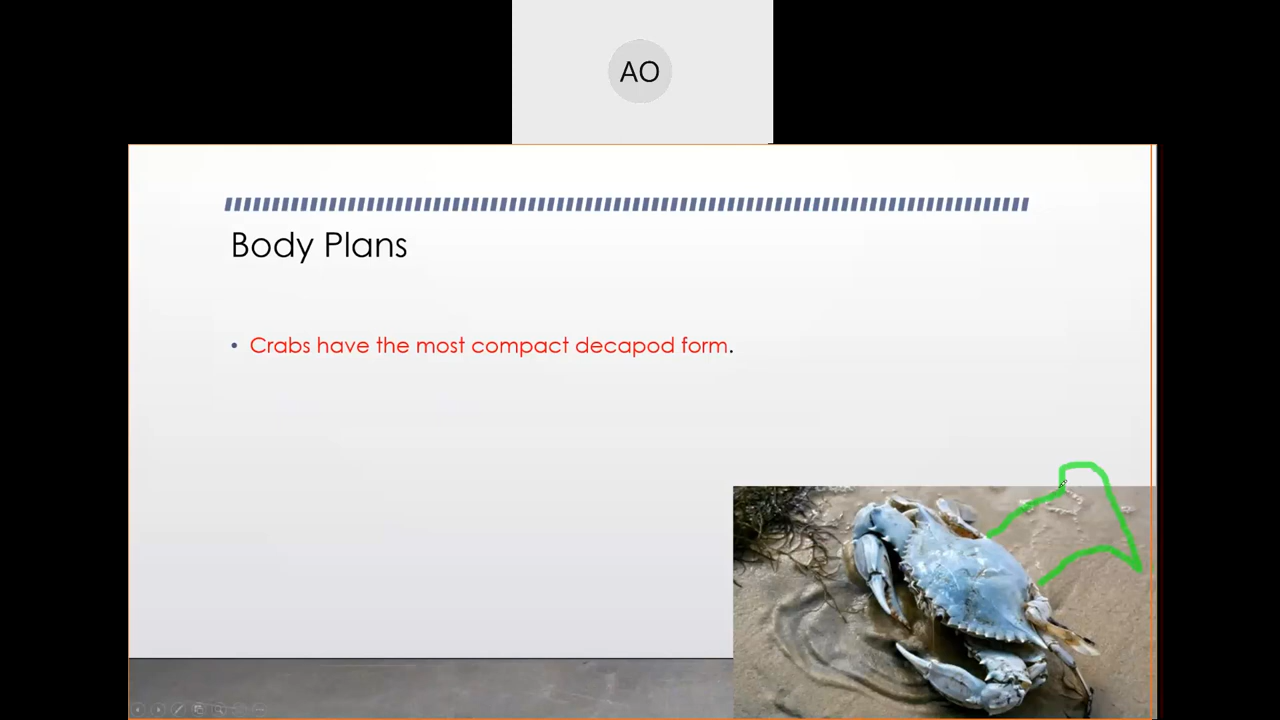 AO
Body Plans
• Crabs have the most compact decapod form.